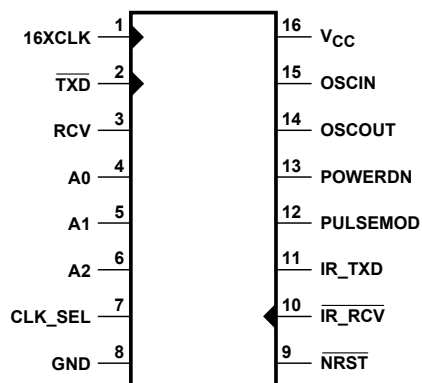 16XCLK 1 16 VCC
TXD 2 15 OSCIN
RCV 3 14 OSCOUT
A0 4 13 POWERDN
A1 5 12 PULSEMOD
A2 6 11 IR_TXD
CLK_SEL 7 10 IR_RCV
GND 8 9 NRST